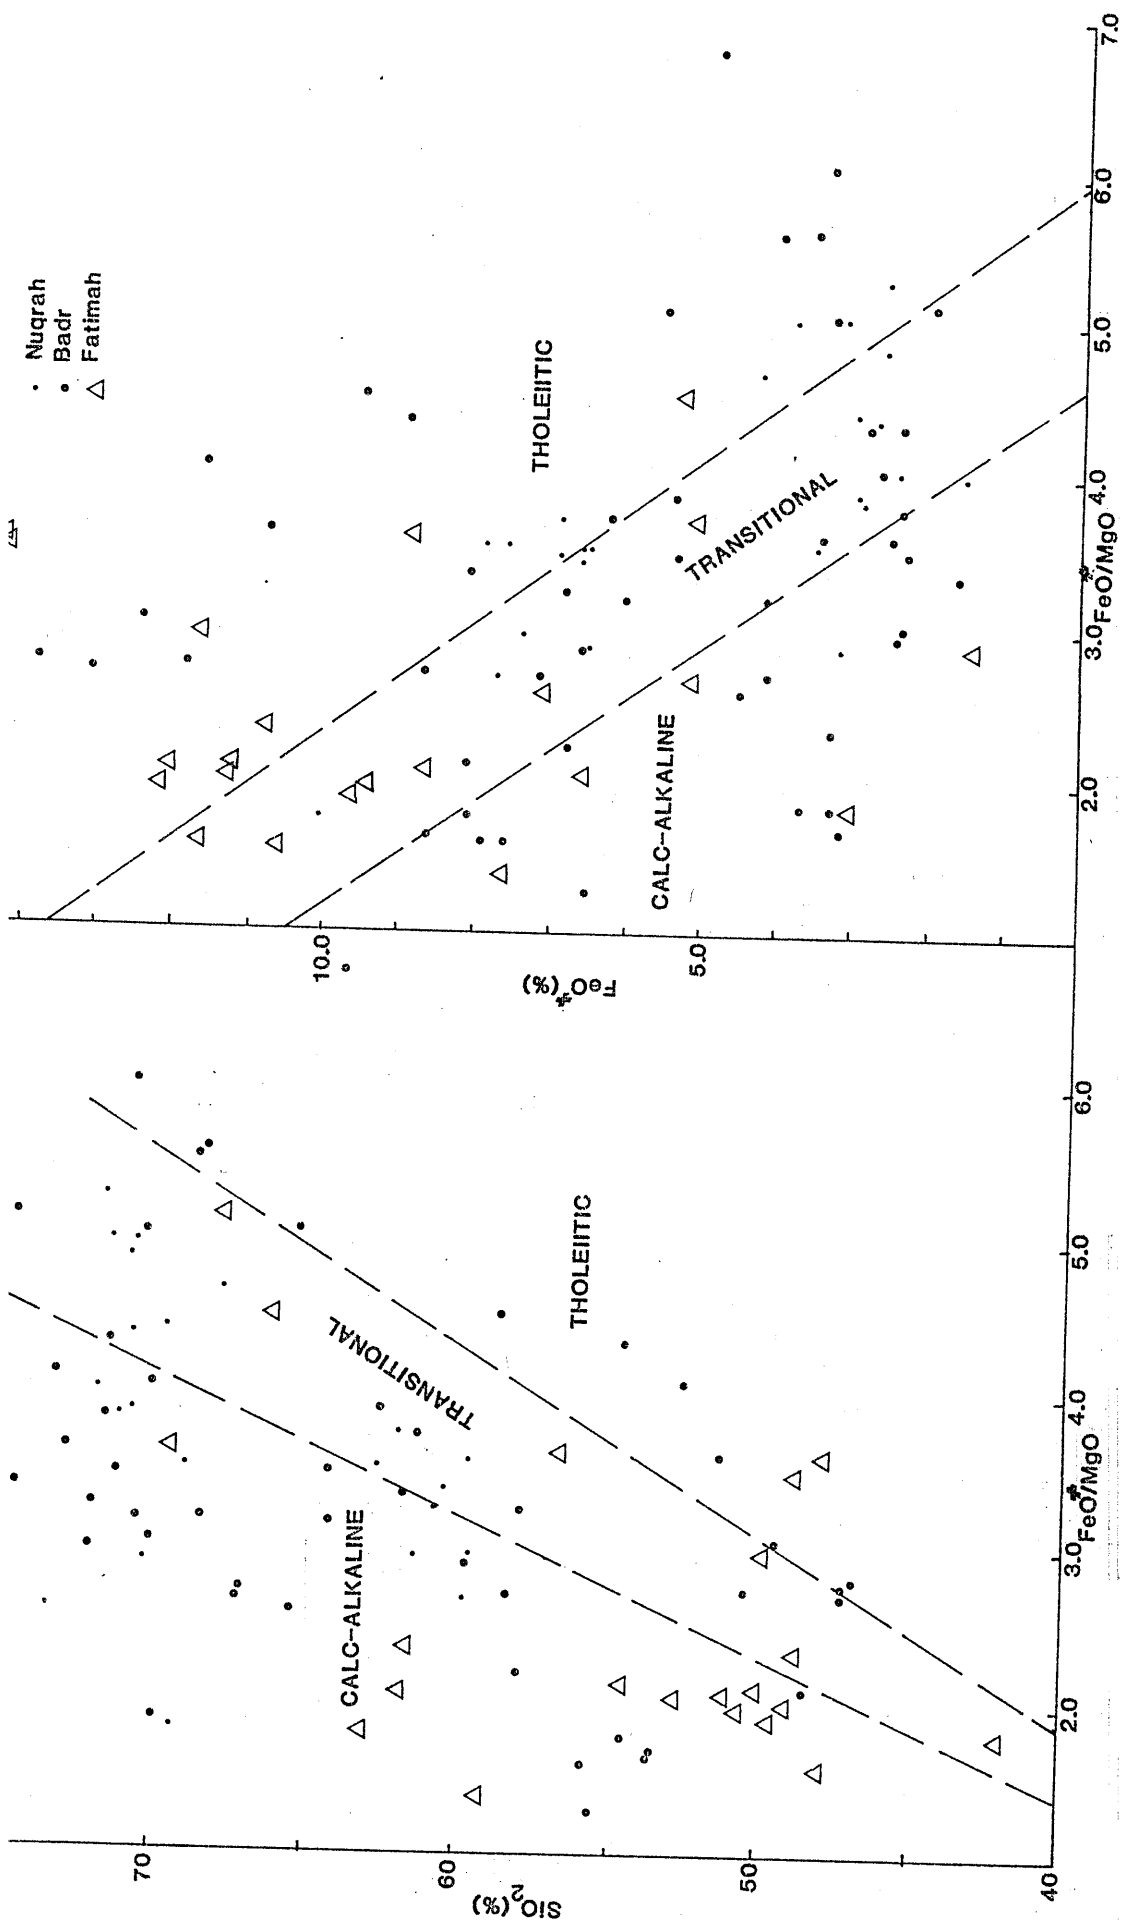 Nuqrah
Badr
Fatimah
SiO₂(%)
70
60
50
40
CALC-ALKALINE
TRANSITIONAL
THOLEIITIC
2.0
3.0
4.0
5.0
6.0
FeO*/MgO
FeO*(%)
10.0
5.0
CALC-ALKALINE
TRANSITIONAL
THOLEIITIC
2.0
3.0
4.0
5.0
6.0
7.0
FeO*/MgO